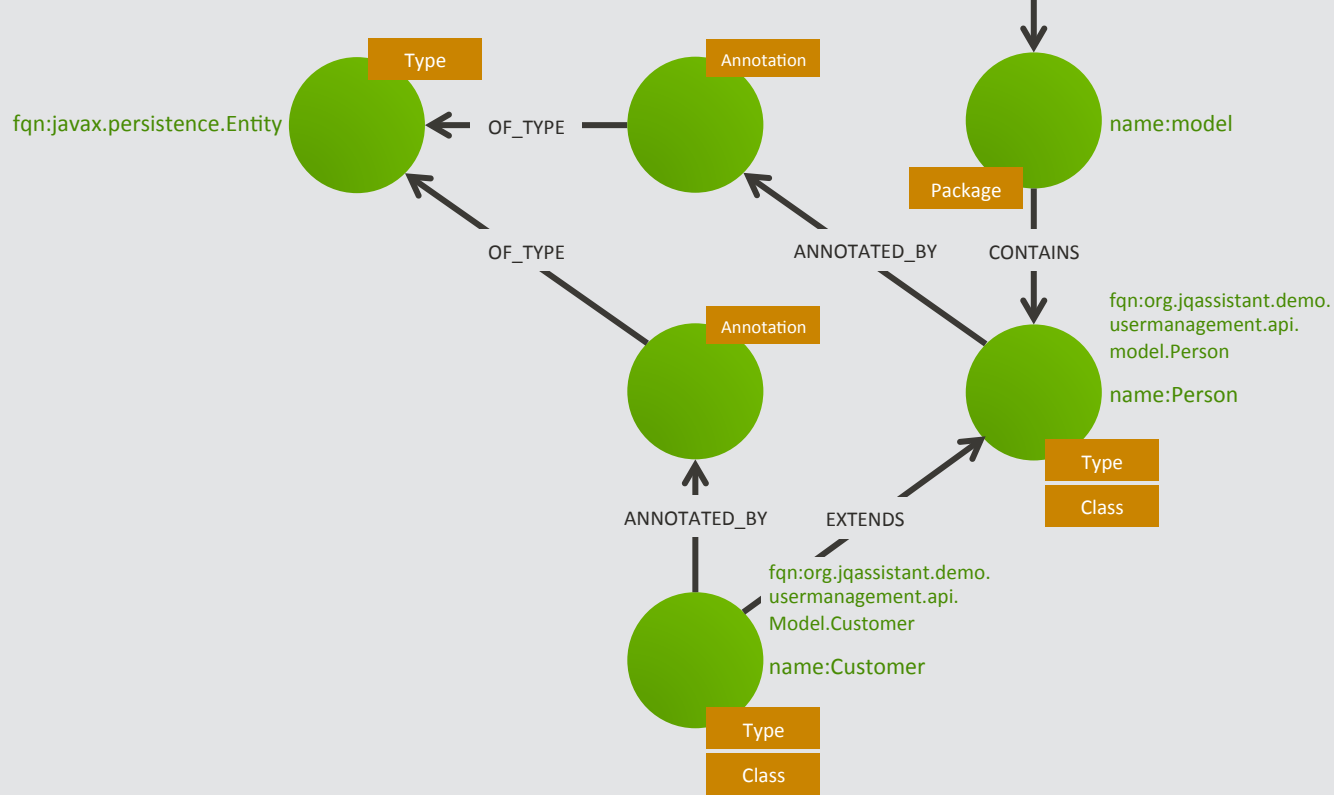 Type
Annotation
fqn:javax.persistence.Entity
OF_TYPE
name:model
Package
OF_TYPE
ANNOTATED_BY
CONTAINS
Annotation
fqn:org.jqassistant.demo.
usermanagement.api.
model.Person
name:Person
Type
Class
ANNOTATED_BY
EXTENDS
fqn:org.jqassistant.demo.
usermanagement.api.
Model.Customer
name:Customer
Type
Class